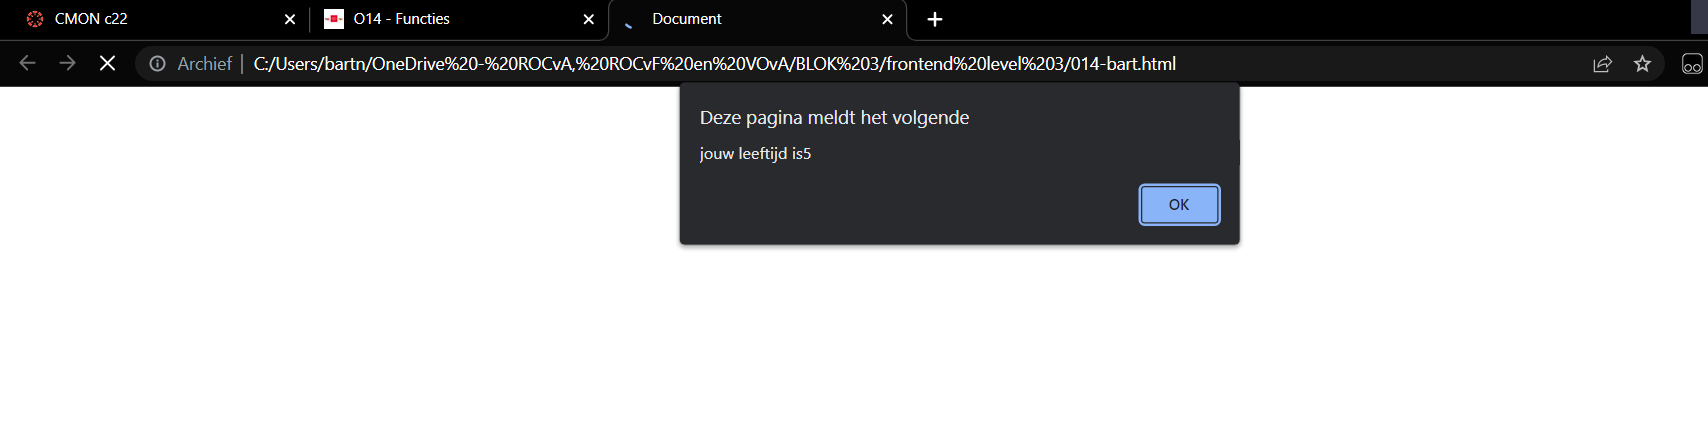 CMON c22
O14 - Functies
Document
Archief | C:/Users/bartn/OneDrive%20-%20ROCvA,%20ROCvF%20en%20VOvA/BLOK%203/frontend%20level%203/014-bart.html
Deze pagina meldt het volgende
jouw leeftijd is5
OK